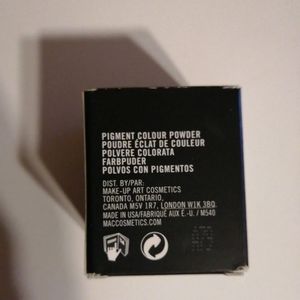 PIGMENT COLOUR POWDER
POUDRE ÉCLAT DE COULEUR
POLVERE COLORATA
FARBPUDER
POLVOS CON PIGMENTOS
DIST. BY/PAR:
MAKE-UP ART COSMETICS
TORONTO, ONTARIO,
CANADA M5V 1R7, LONDON W1K 3BQ,
MADE IN USA/FABRIQUÉ AUX É.-U. / M540
MACCOSMETICS.COM